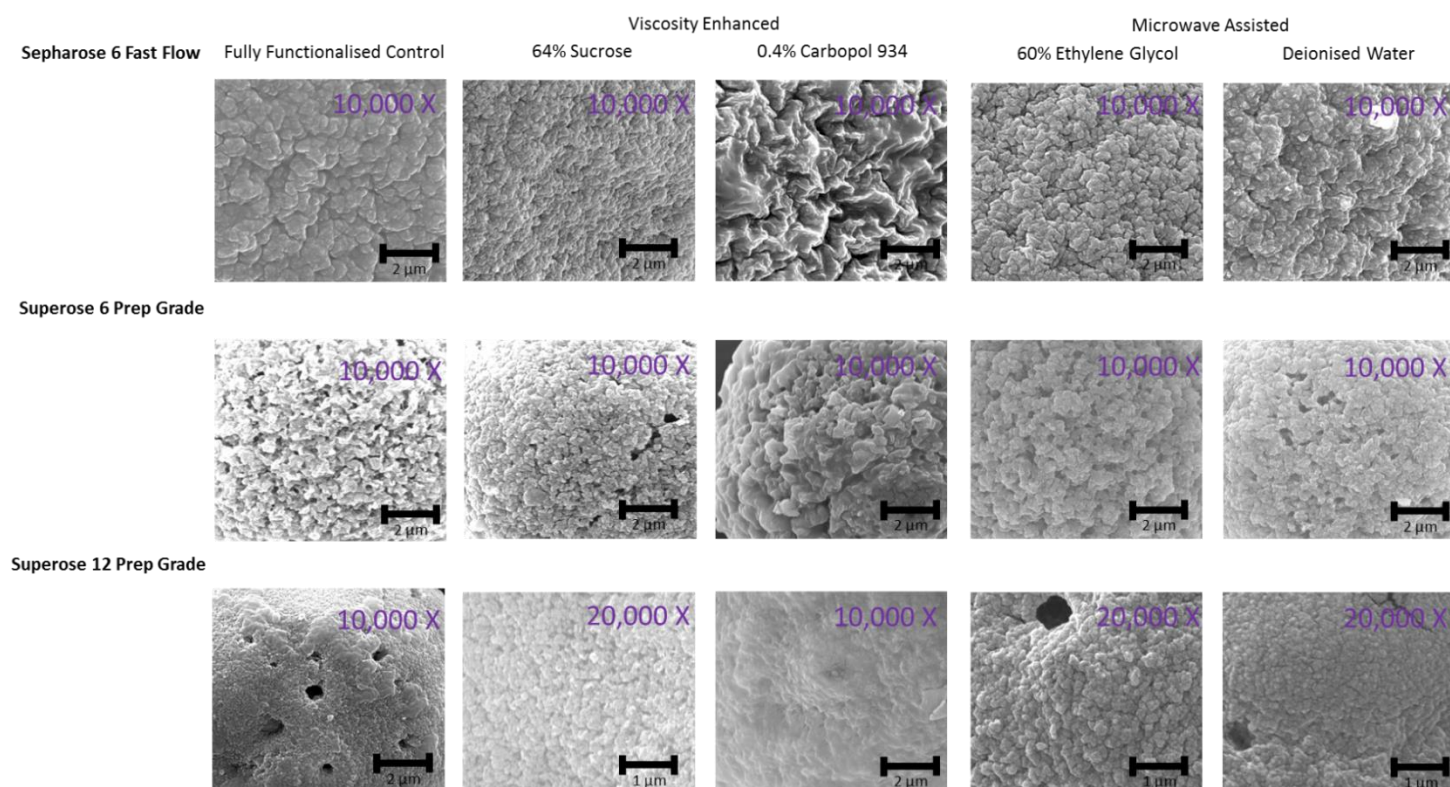 Viscosity Enhanced
Microwave Assisted
Sepharose 6 Fast Flow
Fully Functionalised Control
64% Sucrose
0.4% Carbopol 934
60% Ethylene Glycol
Deionised Water
10,000 X
10,000 X
10,000 X
10,000 X
10,000 X
2 μm
2 μm
2 μm
2 μm
2 μm
Superose 6 Prep Grade
10,000 X
10,000 X
10,000 X
10,000 X
10,000 X
2 μm
2 μm
2 μm
2 μm
2 μm
Superose 12 Prep Grade
10,000 X
20,000 X
10,000 X
20,000 X
20,000 X
2 μm
1 μm
2 μm
1 μm
1 μm